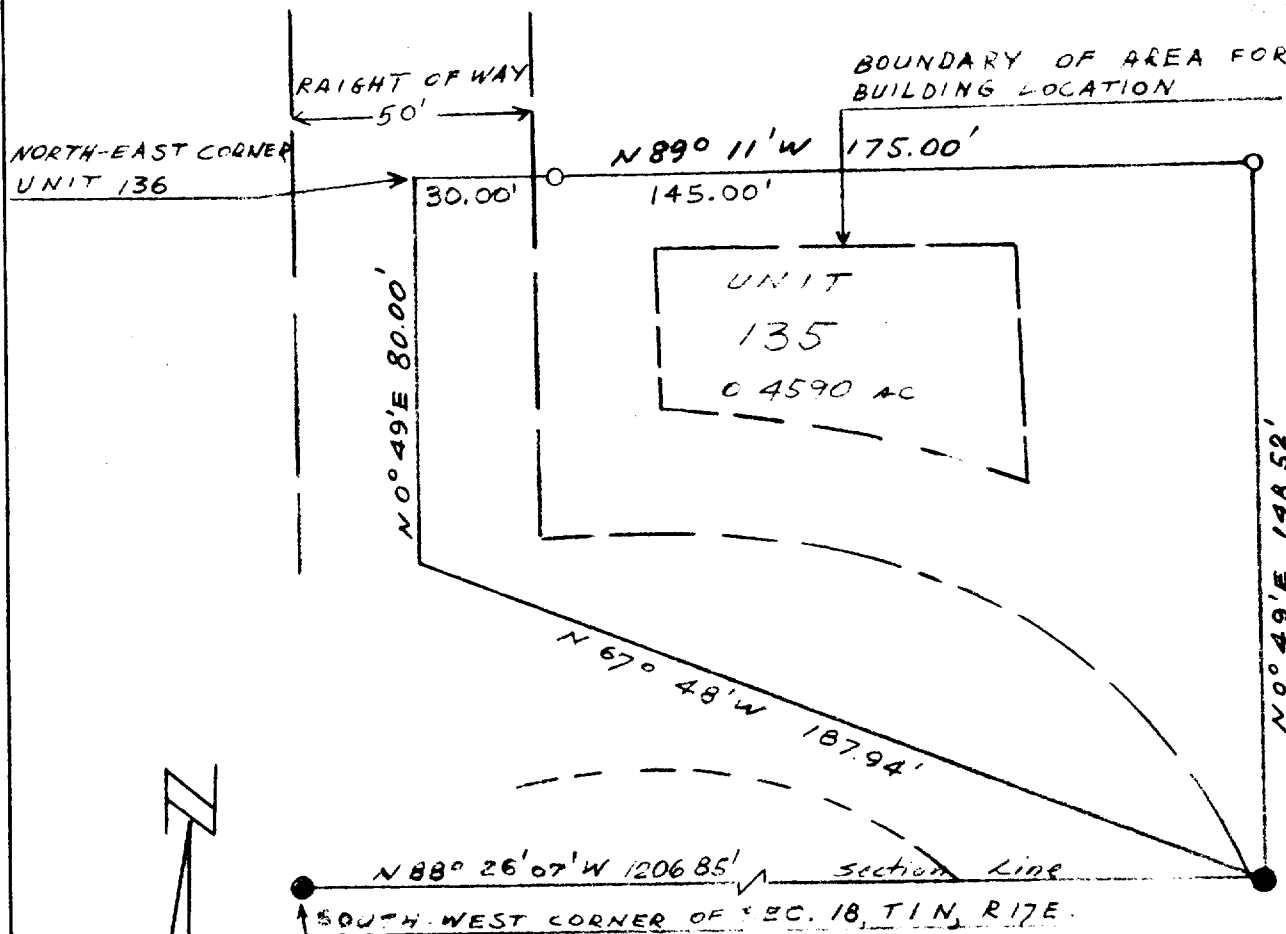 RAIGHT OF WAY
50'
BOUNDARY OF AREA FOR
BUILDING LOCATION
NORTH-EAST CORNER
UNIT 136
N 89° 11' W 175.00'
30.00'
145.00'
UNIT
135
0 4590 AC
N 0° 49' E 80.00'
N 0° 49' E 148 52'
N 67° 48' W 187.94'
N
N 88° 26' 07' W 1206 85' section Line
SOUTH-WEST CORNER OF SEC. 18, T 1 N, R 17 E.